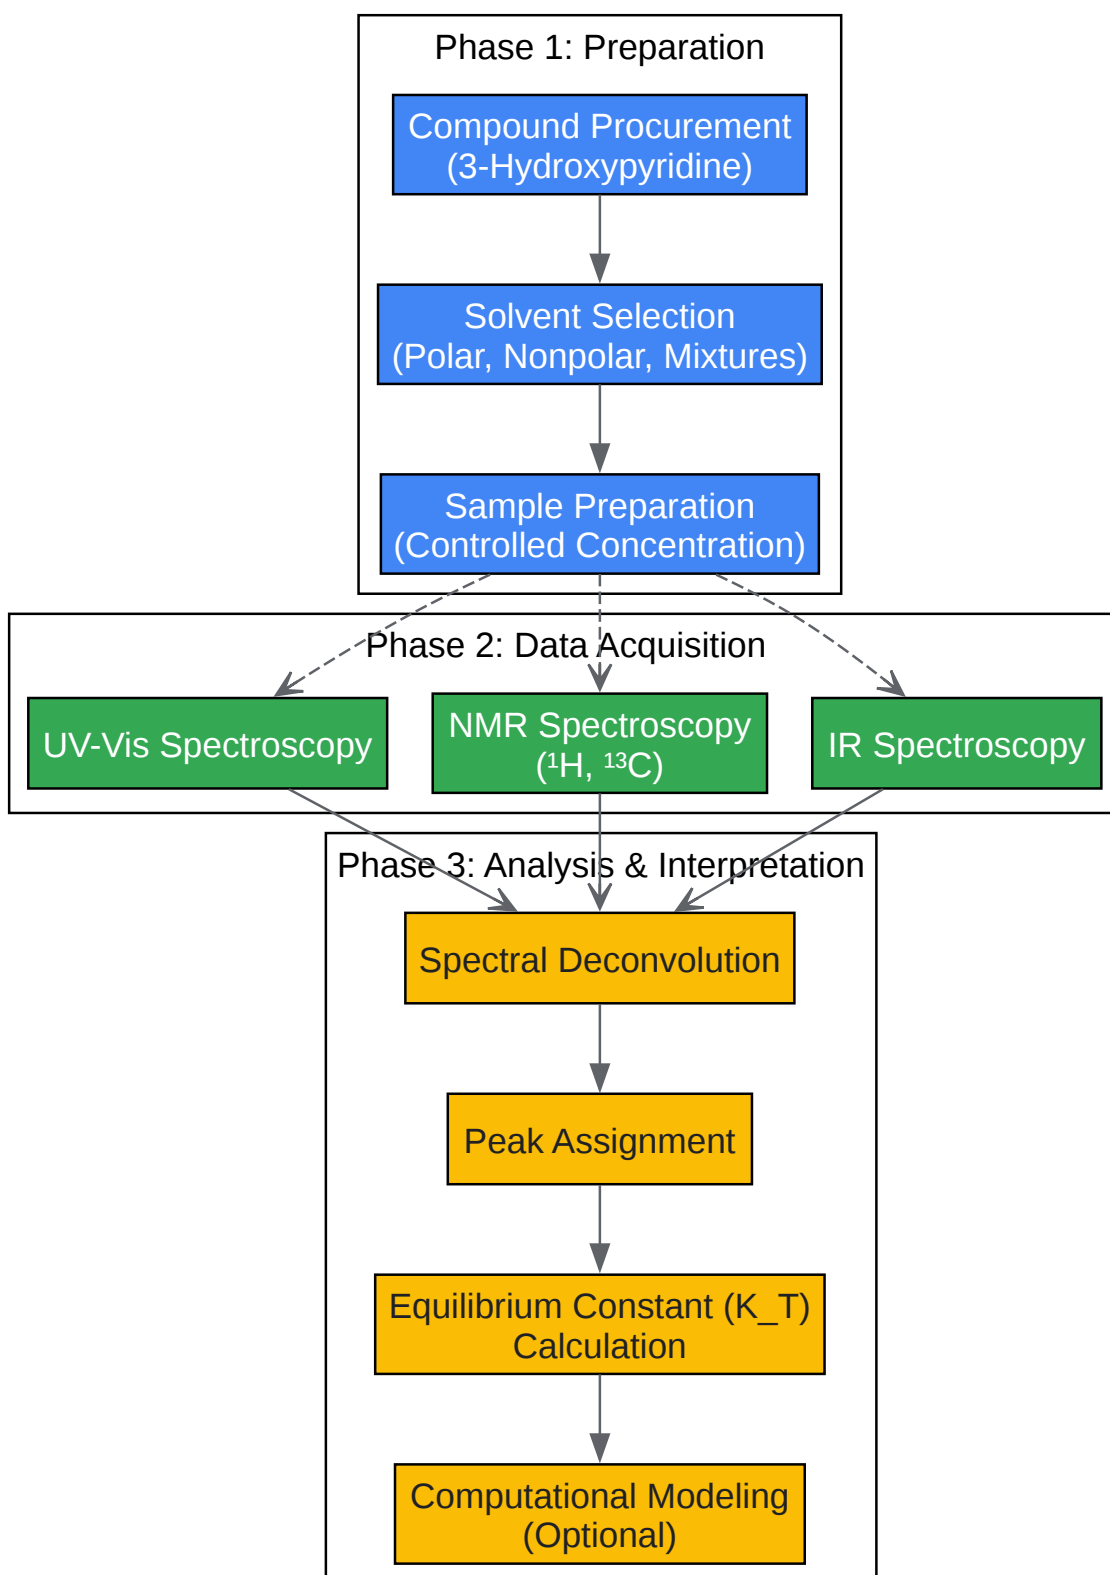 Phase 1: Preparation
Compound Procurement
(3-Hydroxypyridine)
Solvent Selection
(Polar, Nonpolar, Mixtures)
Sample Preparation
(Controlled Concentration)
Phase 2: Data Acquisition
UV-Vis Spectroscopy
NMR Spectroscopy
(¹H, ¹³C)
IR Spectroscopy
Phase 3: Analysis & Interpretation
Spectral Deconvolution
Peak Assignment
Equilibrium Constant (K_T)
Calculation
Computational Modeling
(Optional)